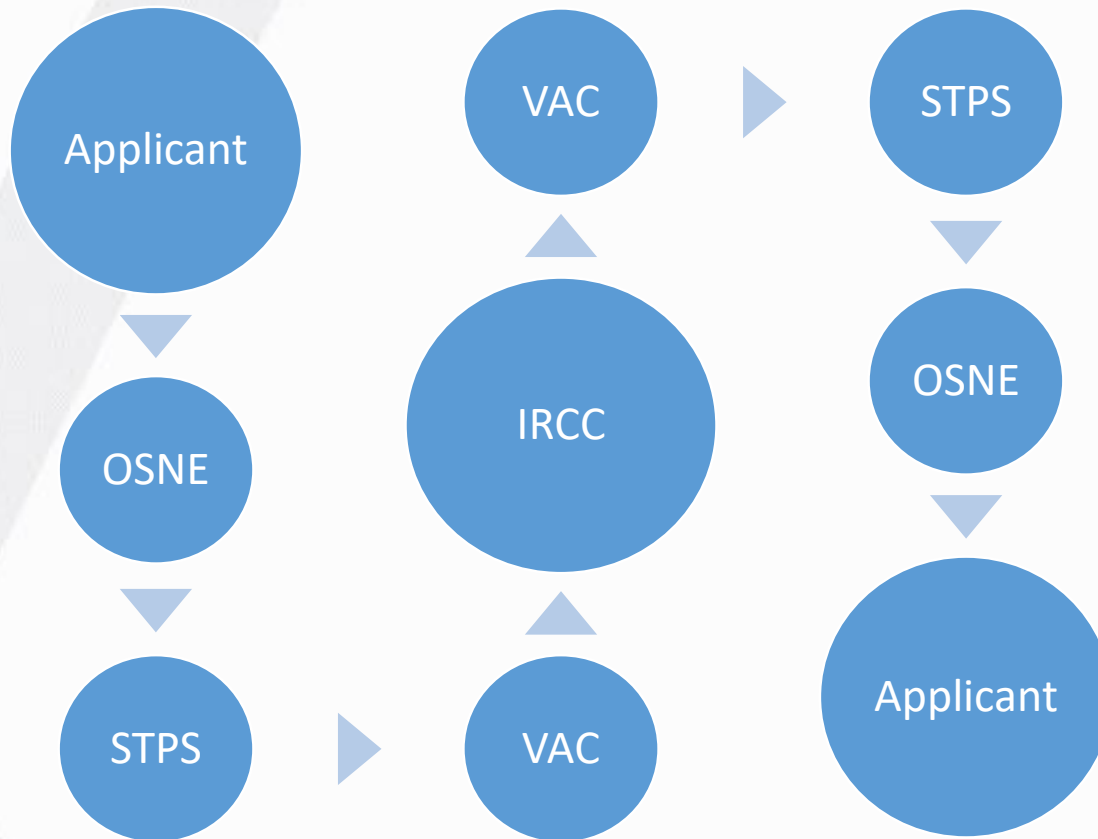 Applicant
OSNE
STPS
VAC
IRCC
VAC
STPS
OSNE
Applicant